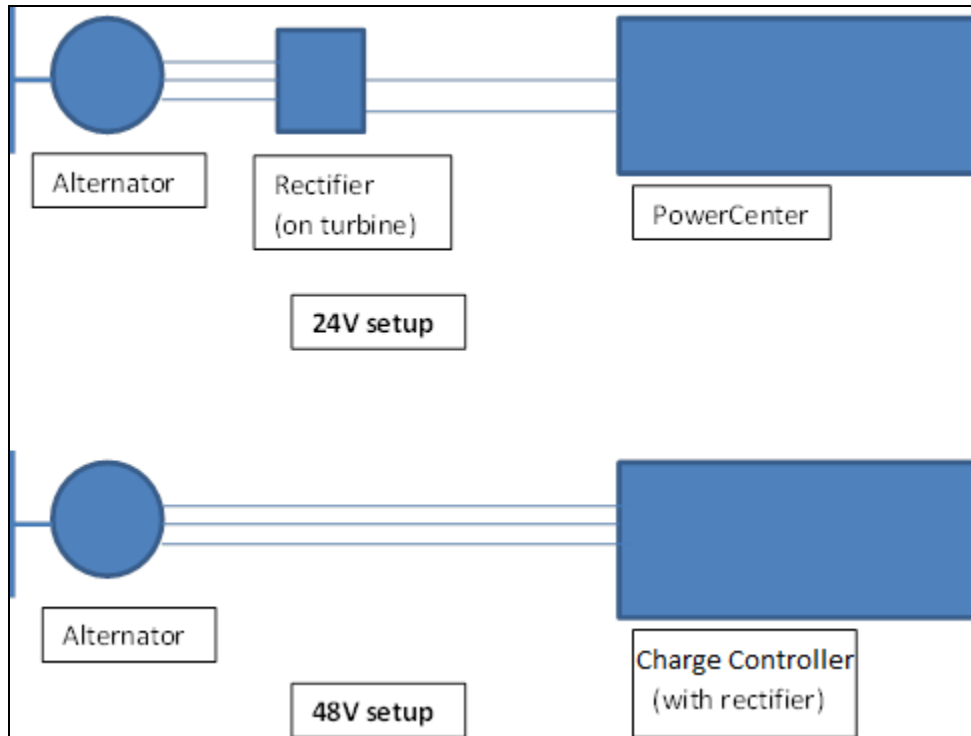 Alternator
Rectifier
(on turbine)
PowerCenter
24V setup
Alternator
Charge Controller
(with rectifier)
48V setup